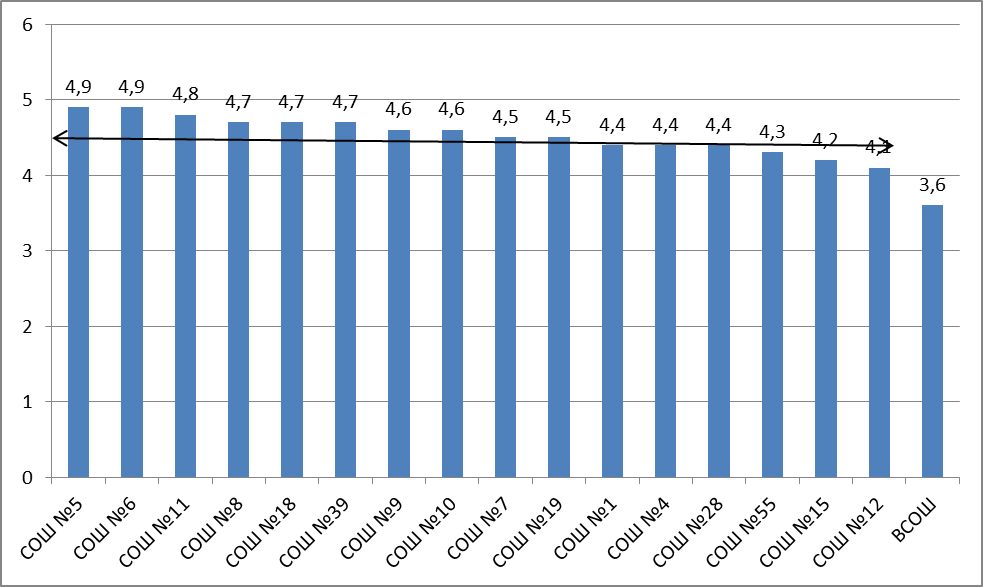 6
5
4
3
2
1
0
4,9
4,9
4,8
4,7
4,7
4,7
4,6
4,6
4,5
4,5
4,4
4,4
4,4
4,3
4,2
4,1
3,6
СОШ №5
СОШ №6
СОШ №11
СОШ №8
СОШ №18
СОШ №39
СОШ №9
СОШ №10
СОШ №7
СОШ №19
СОШ №1
СОШ №4
СОШ №28
СОШ №55
СОШ №15
СОШ №12
ВСОШ